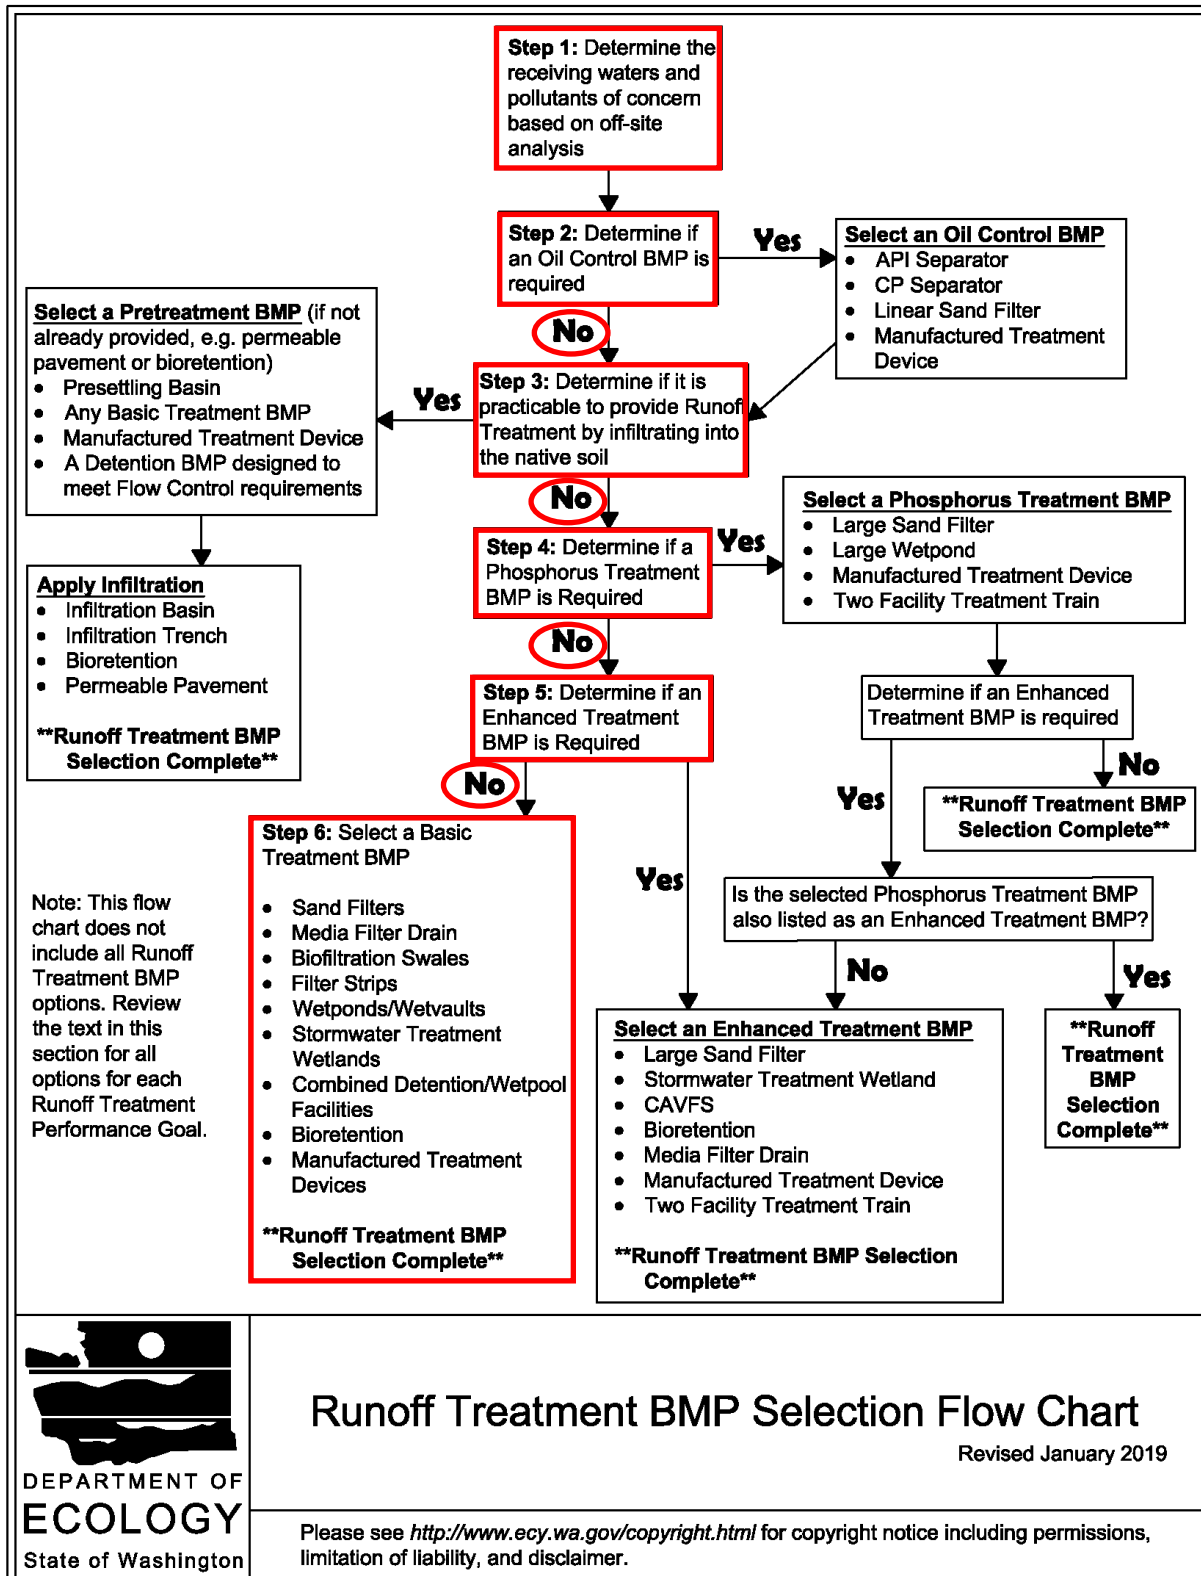 Step 1: Determine the
receiving waters and
pollutants of concern
based on off-site
analysis
Step 2: Determine if
an Oil Control BMP is
required
Yes
Select an Oil Control BMP
• API Separator
• CP Separator
• Linear Sand Filter
• Manufactured Treatment
Device
No
Select a Pretreatment BMP (if not
already provided, e.g. permeable
pavement or bioretention)
• Presettling Basin
• Any Basic Treatment BMP
• Manufactured Treatment Device
• A Detention BMP designed to
meet Flow Control requirements
Yes
Step 3: Determine if it is
practicable to provide Runoff
Treatment by infiltrating into
the native soil
No
Apply Infiltration
• Infiltration Basin
• Infiltration Trench
• Bioretention
• Permeable Pavement
**Runoff Treatment BMP
Selection Complete**
Step 4: Determine if a
Phosphorus Treatment
BMP is Required
Yes
Select a Phosphorus Treatment BMP
• Large Sand Filter
• Large Wetpond
• Manufactured Treatment Device
• Two Facility Treatment Train
No
Step 5: Determine if an
Enhanced Treatment
BMP is Required
Determine if an Enhanced
Treatment BMP is required
No
Yes
No
**Runoff Treatment BMP
Selection Complete**
Step 6: Select a Basic
Treatment BMP
• Sand Filters
• Media Filter Drain
• Biofiltration Swales
• Filter Strips
• Wetponds/Wetvaults
• Stormwater Treatment
Wetlands
• Combined Detention/Wetpool
Facilities
• Bioretention
• Manufactured Treatment
Devices
**Runoff Treatment BMP
Selection Complete**
Yes
Is the selected Phosphorus Treatment BMP
also listed as an Enhanced Treatment BMP?
No
Yes
Note: This flow
chart does not
include all Runoff
Treatment BMP
options. Review
the text in this
section for all
options for each
Runoff Treatment
Performance Goal.
Select an Enhanced Treatment BMP
• Large Sand Filter
• Stormwater Treatment Wetland
• CAVFS
• Bioretention
• Media Filter Drain
• Manufactured Treatment Device
• Two Facility Treatment Train
**Runoff Treatment BMP Selection
Complete**
**Runoff
Treatment
BMP
Selection
Complete**
DEPARTMENT OF
ECOLOGY
State of Washington
Runoff Treatment BMP Selection Flow Chart
Revised January 2019
Please see http://www.ecy.wa.gov/copyright.html for copyright notice including permissions,
limitation of liability, and disclaimer.